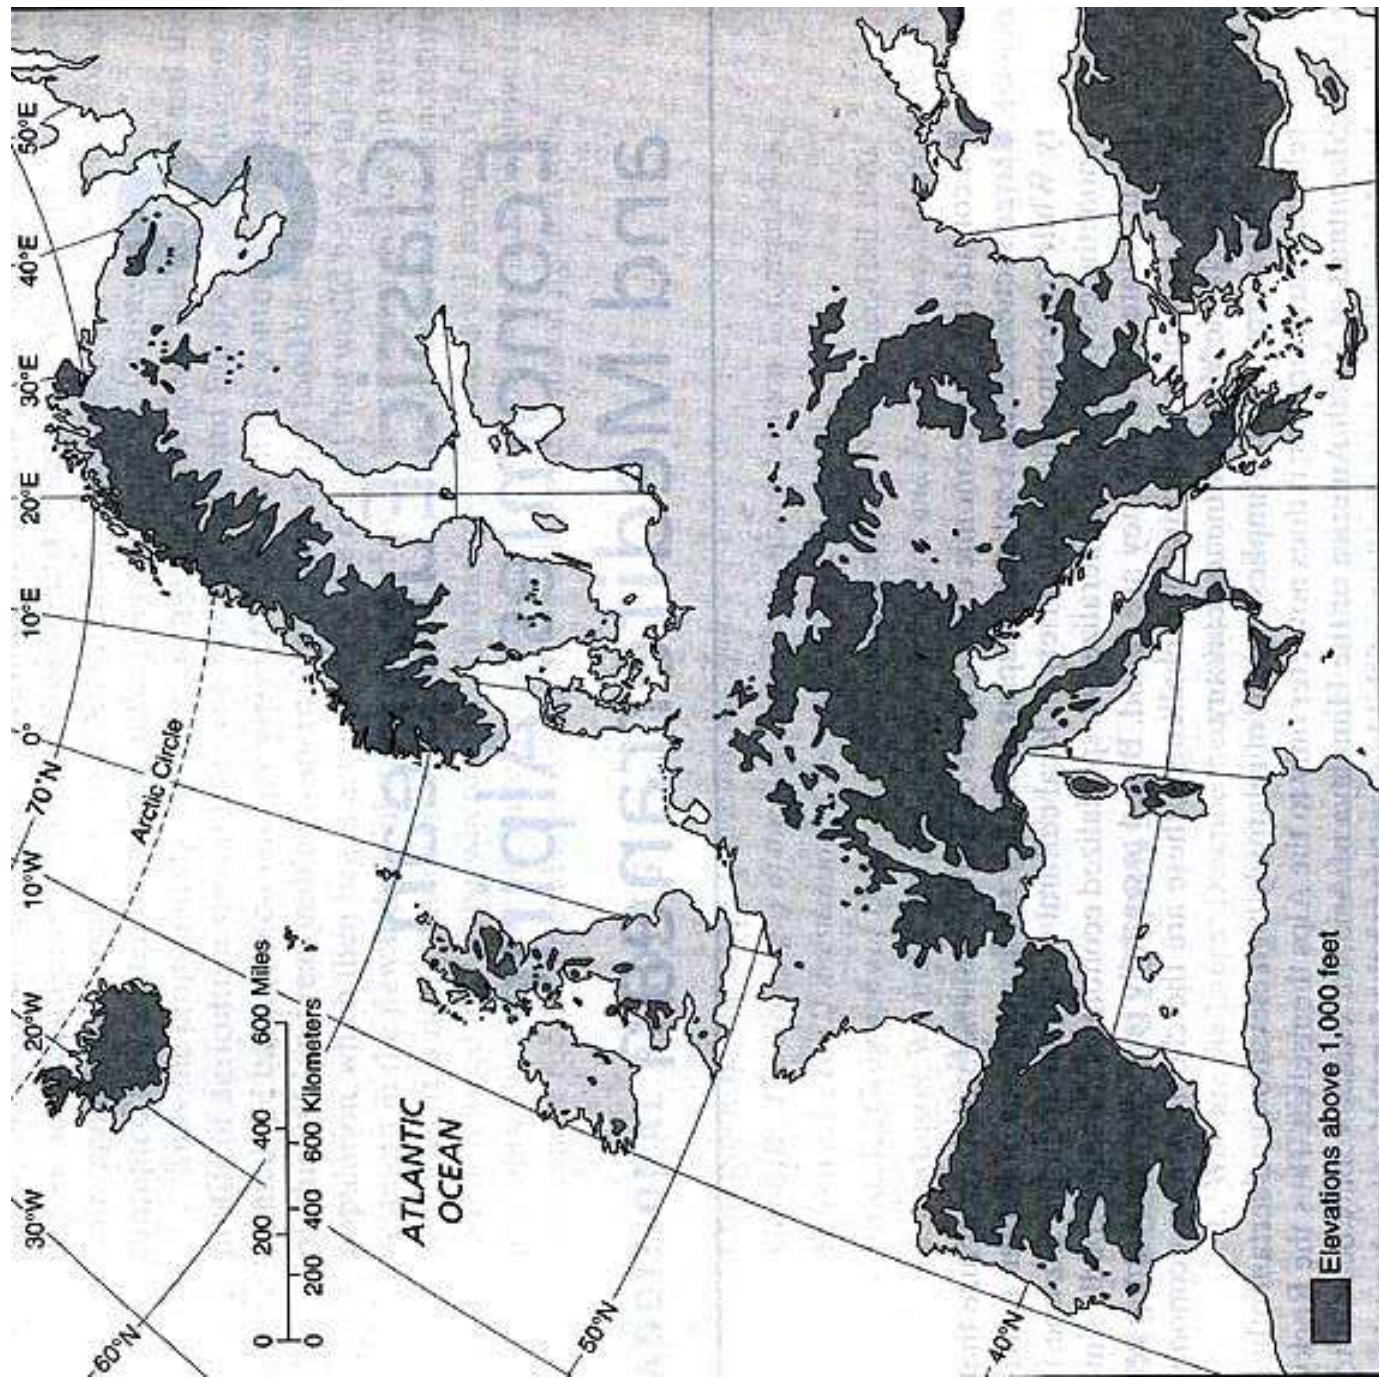 30°W 20°W 10°W 0° 10°E 20°E 30°E 40°E 50°E
70°N
60°N
Arctic Circle
0 200 400 600 Miles
0 200 400 600 Kilometers
ATLANTIC
OCEAN
50°N
40°N
Elevations above 1,000 feet